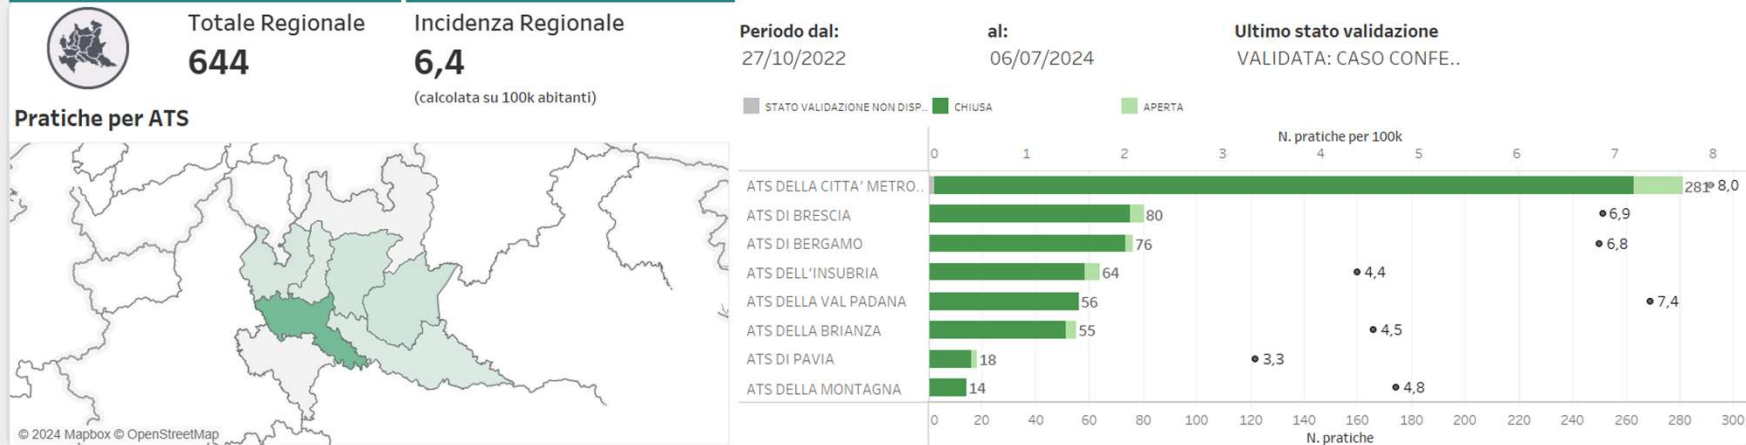 Totale Regionale
644
Incidenza Regionale
6,4
(calcolata su 100k abitanti)
Pratiche per ATS
© 2024 Mapbox © OpenStreetMap
Periodo dal:
27/10/2022
al:
06/07/2024
Ultimo stato validazione
VALIDATA: CASO CONFE..
STATO VALIDAZIONE NON DISP..
CHIUSA
APERTA
N. pratiche per 100k
0 1 2 3 4 5 6 7 8
ATS DELLA CITTA' METRO.. 281 8,0
ATS DI BRESCIA 80 6,9
ATS DI BERGAMO 76 6,8
ATS DELL'INSUBRIA 64 4,4
ATS DELLA VAL PADANA 56 7,4
ATS DELLA BRIANZA 55 4,5
ATS DI PAVIA 18 3,3
ATS DELLA MONTAGNA 14 4,8
0 20 40 60 80 100 120 140 160 180 200 220 240 260 280 300
N. pratiche